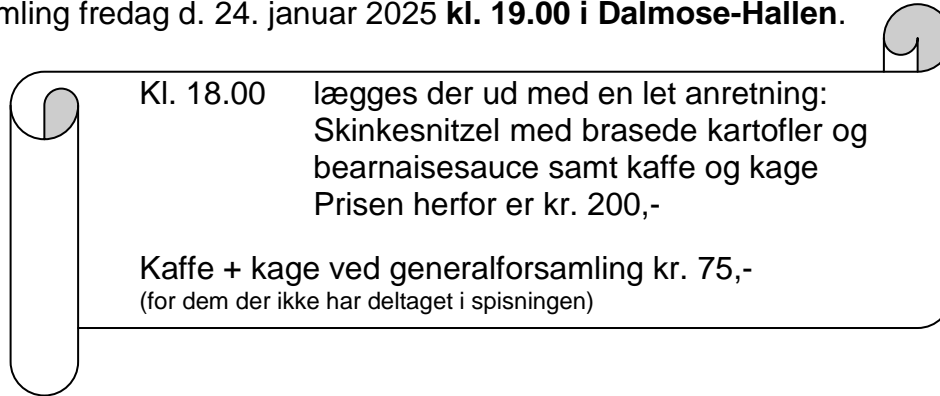 mling fredag d. 24. januar 2025 kl. 19.00 i Dalmose-Hallen.
Kl. 18.00 lægges der ud med en let anretning:
Skinkesnitzel med brasede kartofler og
bearnaisesauce samt kaffe og kage
Prisen herfor er kr. 200,-
Kaffe + kage ved generalforsamling kr. 75,-
(for dem der ikke har deltaget i spisningen)